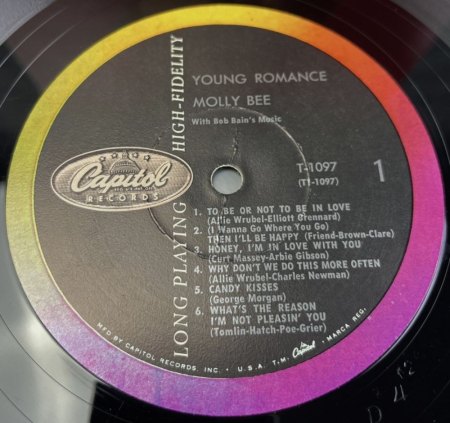 YOUNG ROMANCE
MOLLY BEE
With Bob Bain's Music
LONG PLAYING HIGH-FIDELITY
Capitol
RECORDS
T-1097
(T1-1097)
1
1. TO BE OR NOT TO BE IN LOVE
(Allie Wrubel-Elliott Grennard)
2. (I Wanna Go Where You Go)
THEN I'LL BE HAPPY (Friend-Brown-Clare)
3. HONEY, I'M IN LOVE WITH YOU
(Curt Massey-Arbie Gibson)
4. WHY DON'T WE DO THIS MORE OFTEN
(Allie Wrubel-Charles Newman)
5. CANDY KISSES
(George Morgan)
6. WHAT'S THE REASON
I'M NOT PLEASIN' YOU
(Tomlin-Hatch-Poe-Grier)
MFD BY CAPITOL RECORDS, INC. • U.S.A. T.M. Capitol MARCA REG.
D 4